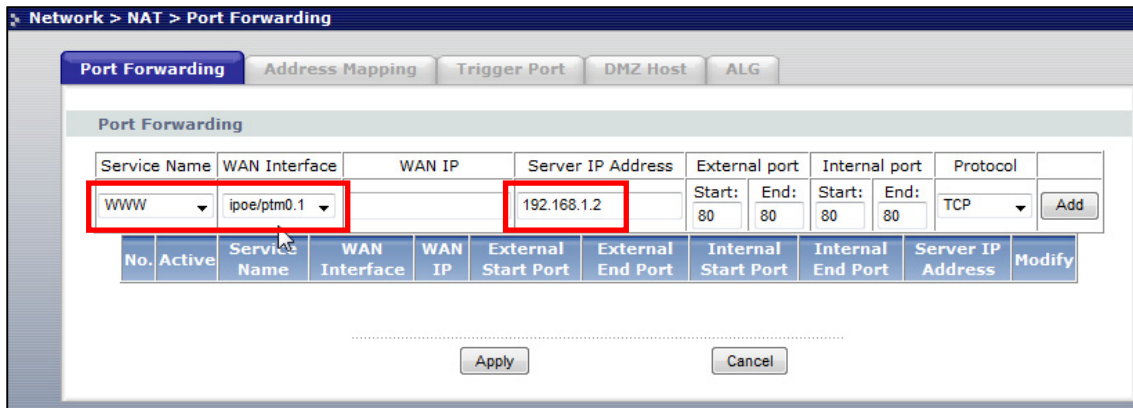 Network > NAT > Port Forwarding
Port Forwarding Address Mapping Trigger Port DMZ Host ALG
Port Forwarding
Service Name WAN Interface WAN IP Server IP Address External port Internal port Protocol
WWW ipoe/ptm0.1 192.168.1.2 Start: 80 End: 80 Start: 80 End: 80 TCP Add
No. Active Service Name WAN Interface WAN IP External Start Port External End Port Internal Start Port Internal End Port Server IP Address Modify
Apply Cancel